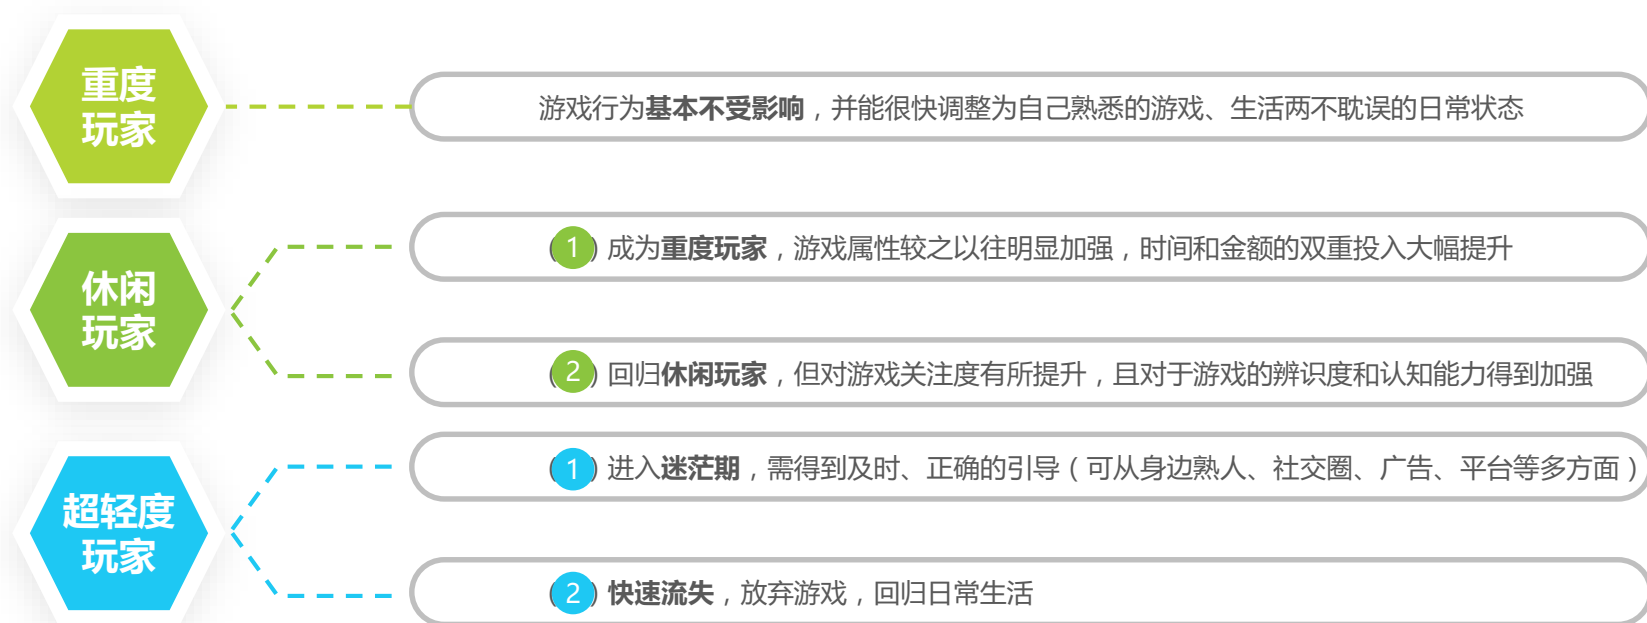 重度
玩家
游戏行为基本不受影响，并能很快调整为自己熟悉的游戏、生活两不耽误的日常状态
休闲
玩家
(1) 成为重度玩家，游戏属性较之以往明显加强，时间和金额的双重投入大幅提升
(2) 回归休闲玩家，但对游戏关注度有所提升，且对于游戏的辨识度和认知能力得到加强
超轻度
玩家
(1) 进入迷茫期，需得到及时、正确的引导（可从身边熟人、社交圈、广告、平台等多方面）
(2) 快速流失，放弃游戏，回归日常生活